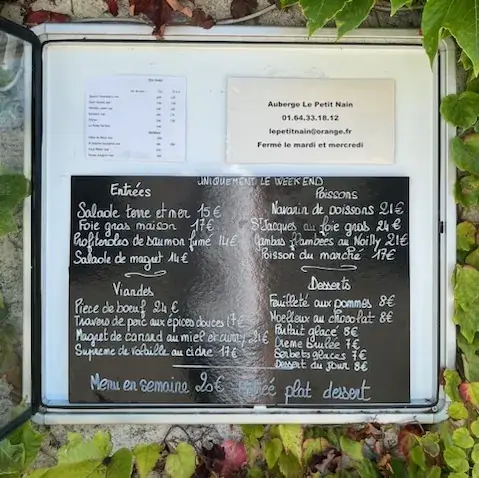 Auberge Le Petit Nain
01.64.33.18.12
lepetitnain@orange.fr
Fermé le mardi et mercredi
UNIQUEMENT LE WEEKEND
Entrées
Salade terre et mer 15€
Foie gras maison 17€
Profiteroles de saumon fumé 14€
Salade de magret 14€
Poissons
Navarin de poissons 21€
St Jacques au foie gras 24€
Gambas flambées au Noilly 21€
Poisson du marché 17€
Viandes
Pièce de boeuf 24€
Travers de porc aux épices douces 17€
Magret de canard au miel et curry 21€
Suprême de volaille au cidre 17€
Desserts
Feuilleté aux pommes 8€
Moelleux au chocolat 8€
Parfait glacé 8€
Crème brulée 7€
Sorbets glaces 7€
Dessert du jour 8€
Menu en semaine 20€ plat dessert